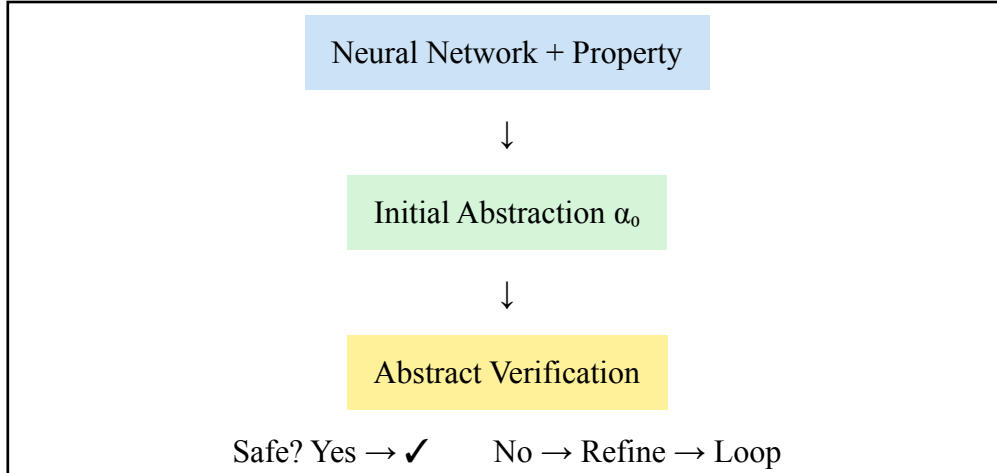 Neural Network + Property
↓
Initial Abstraction α₀
↓
Abstract Verification
Safe? Yes → ✓ No → Refine → Loop